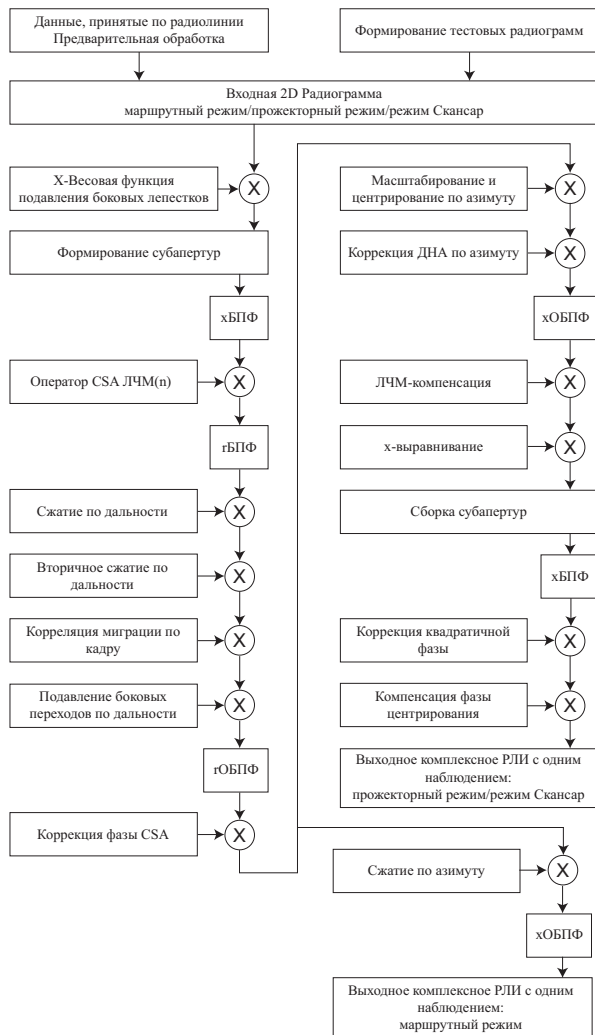 Данные, принятые по радиолинии
Предварительная обработка
Формирование тестовых радиограмм
Входная 2D Радиограмма
маршрутный режим/прожекторный режим/режим Скансар
Х-Весовая функция
подавления боковых лепестков
X
Формирование субапертур
хБПФ
Оператор CSA ЛЧМ(n)
X
rБПФ
Сжатие по дальности
X
Вторичное сжатие по
дальности
X
Корреляция миграции по
кадру
X
Подавление боковых
переходов по дальности
X
rОБПФ
Коррекция фазы CSA
X
Масштабирование и
центрирование по азимуту
X
Коррекция ДНА по азимуту
X
хОБПФ
ЛЧМ-компенсация
X
х-выравнивание
X
Сборка субапертур
хБПФ
Коррекция квадратичной
фазы
X
Компенсация фазы
центрирования
X
Выходное комплексное РЛИ с одним
наблюдением:
прожекторный режим/режим Скансар
Сжатие по азимуту
X
хОБПФ
Выходное комплексное РЛИ с одним
наблюдением:
маршрутный режим